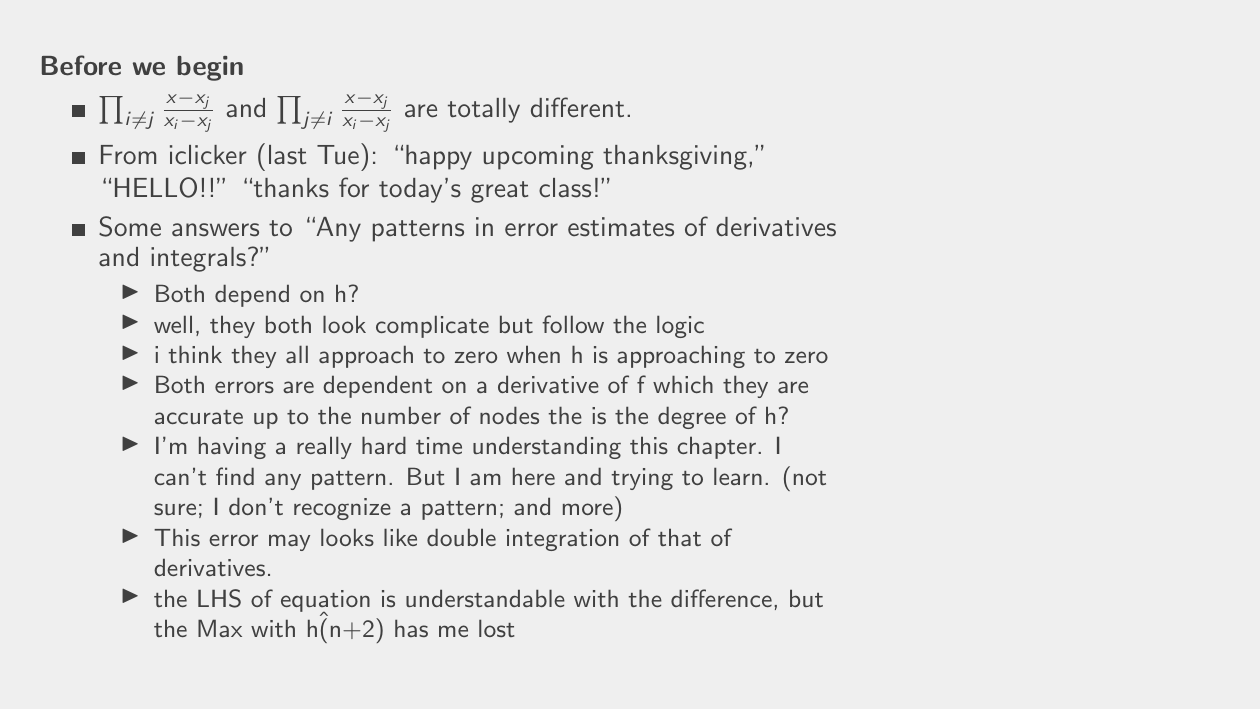 Before we begin
■ ∏_{i≠j} \frac{x−x_j}{x_i−x_j} and ∏_{j≠i} \frac{x−x_j}{x_i−x_j} are totally different.
■ From iclicker (last Tue): “happy upcoming thanksgiving,”
“HELLO!!” “thanks for today’s great class!”
■ Some answers to “Any patterns in error estimates of derivatives
and integrals?”
▶ Both depend on h?
▶ well, they both look complicate but follow the logic
▶ i think they all approach to zero when h is approaching to zero
▶ Both errors are dependent on a derivative of f which they are
accurate up to the number of nodes the is the degree of h?
▶ I’m having a really hard time understanding this chapter. I
can’t find any pattern. But I am here and trying to learn. (not
sure; I don’t recognize a pattern; and more)
▶ This error may looks like double integration of that of
derivatives.
▶ the LHS of equation is understandable with the difference, but
the Max with h(̂n+2) has me lost